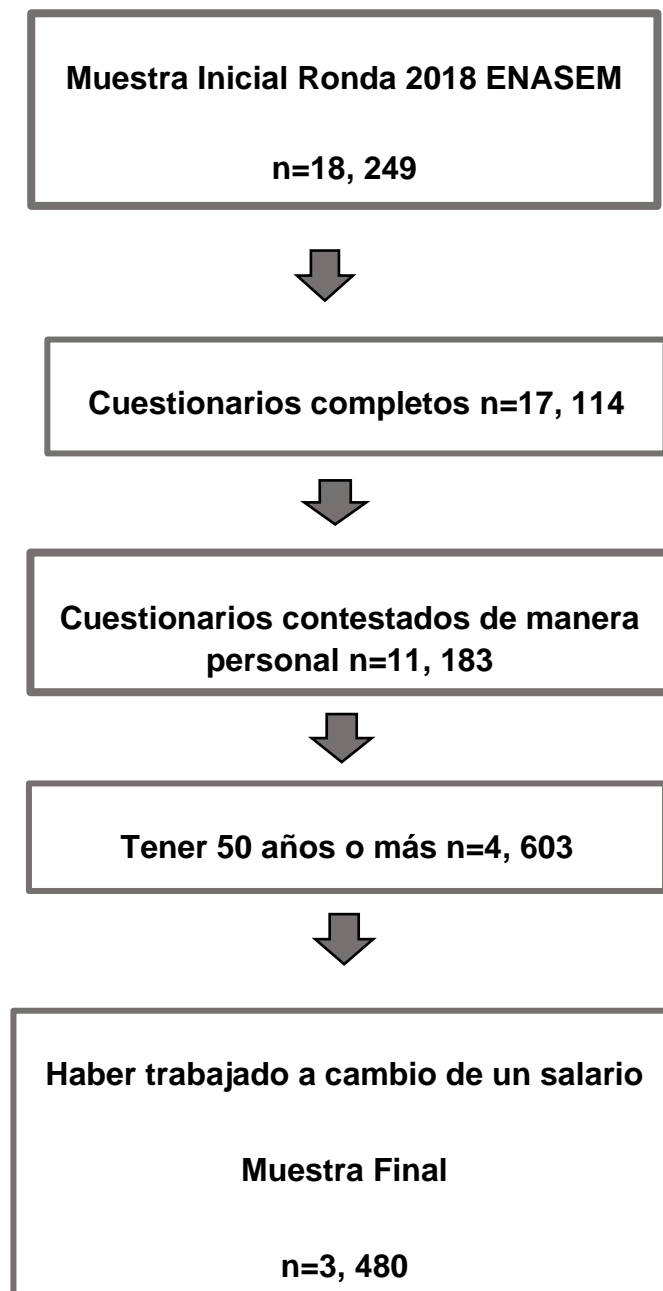 Muestra Inicial Ronda 2018 ENASEM
n=18, 249
Cuestionarios completos n=17, 114
Cuestionarios contestados de manera
personal n=11, 183
Tener 50 años o más n=4, 603
Haber trabajado a cambio de un salario
Muestra Final
n=3, 480